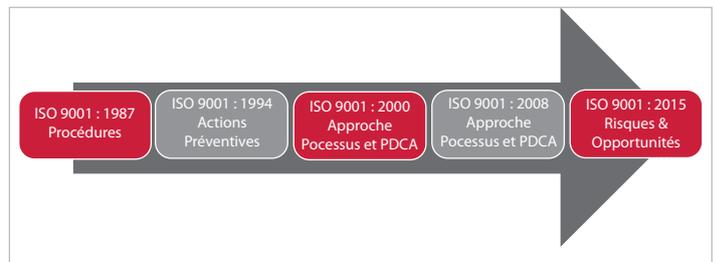 ISO 9001 : 1987
Procédures
ISO 9001 : 1994
Actions
Préventives
ISO 9001 : 2000
Approche
Pocessus et PDCA
ISO 9001 : 2008
Approche
Pocessus et PDCA
ISO 9001 : 2015
Risques &
Opportunités